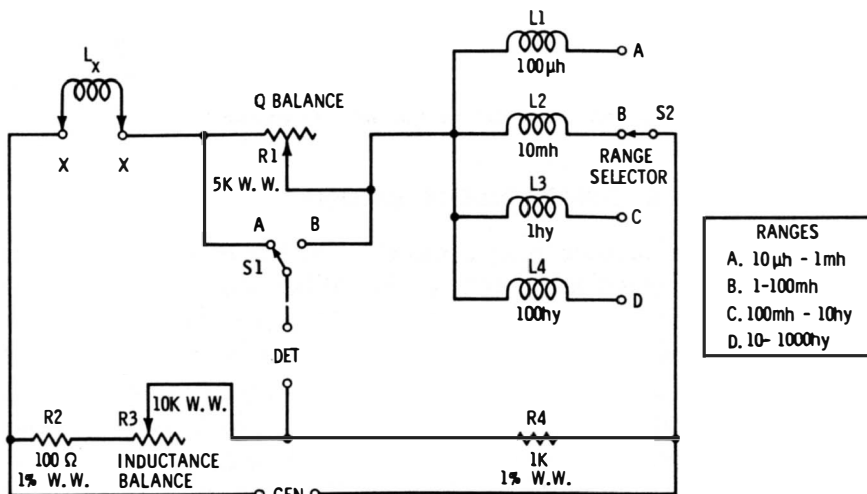 L1
A
100μh
LX
Q BALANCE
L2
B
S2
10mh
RANGE
SELECTOR
X
X
R1
5K W. W.
A
B
S1
L3
C
1hy
L4
D
100hy
RANGES
A. 10μh - 1mh
B. 1-100mh
C. 100mh - 10hy
D. 10- 1000hy
DET
10K W. W.
R2
R3
R4
100 Ω
INDUCTANCE
1K
1% W. W.
BALANCE
1% W. W.
GEN